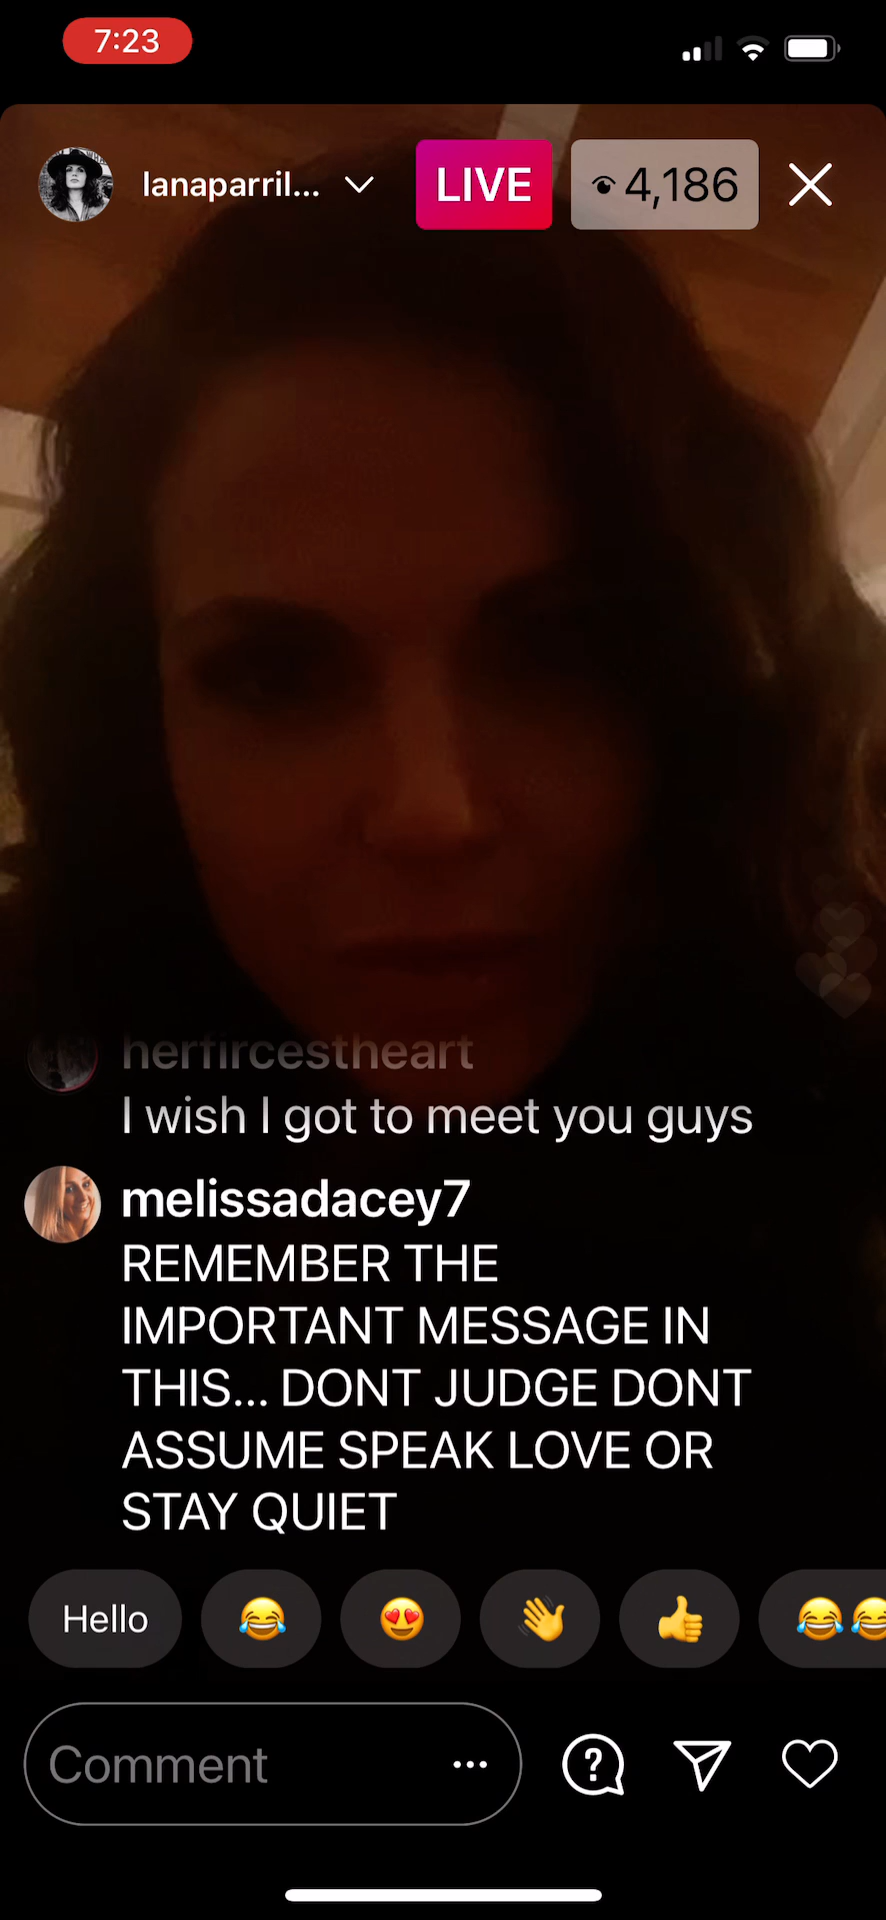 7:23
lanaparril...
LIVE
4,186
herfircestheart
I wish I got to meet you guys
melissadacey7
REMEMBER THE
IMPORTANT MESSAGE IN
THIS... DONT JUDGE DONT
ASSUME SPEAK LOVE OR
STAY QUIET
Hello
Comment